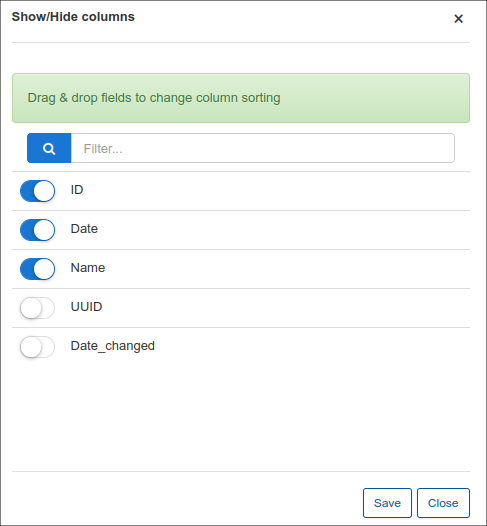 Show/Hide columns
×
Drag & drop fields to change column sorting
Filter...
ID
Date
Name
UUID
Date_changed
Save Close